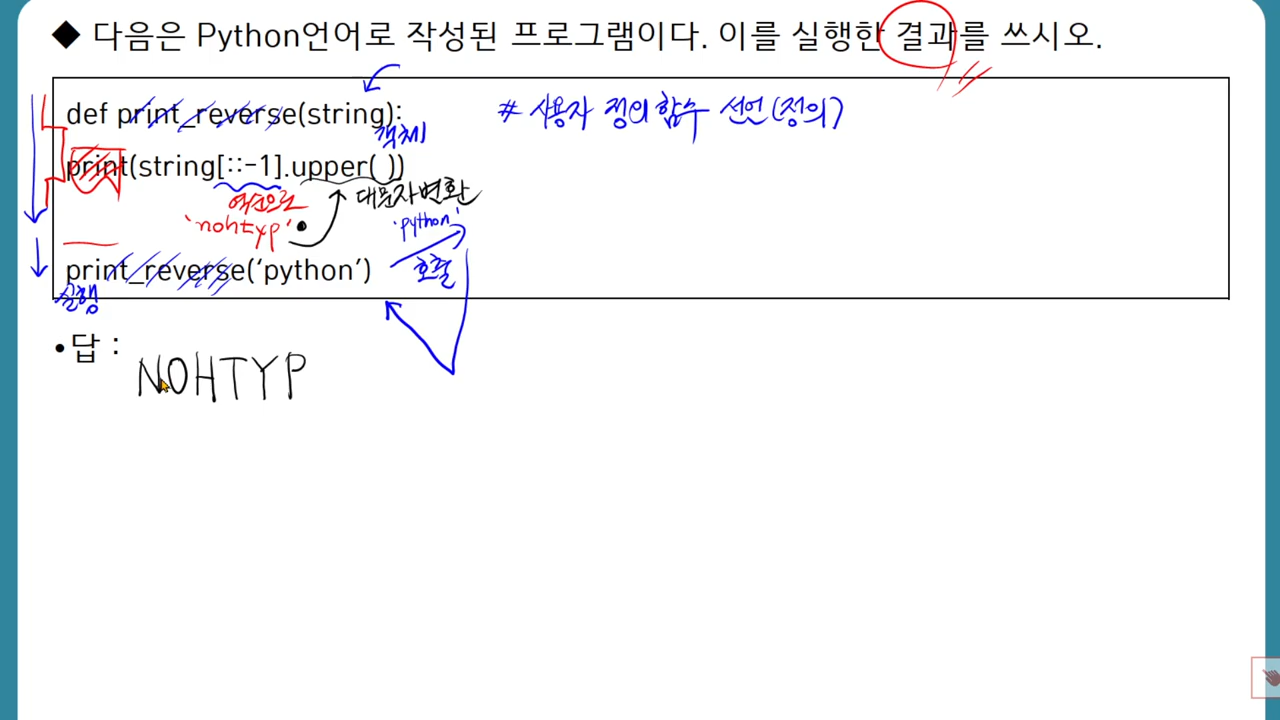 ◆ 다음은 Python언어로 작성된 프로그램이다. 이를 실행한 결과를 쓰시오.
def print_reverse(string): # 사용자 정의 함수 선언(정의)
객체
print(string[::-1].upper( ))
역순으로 대문자변환
'nohtyp' 'python'
print_reverse(‘python’) 호출
실행
•답 :
NOHTYP